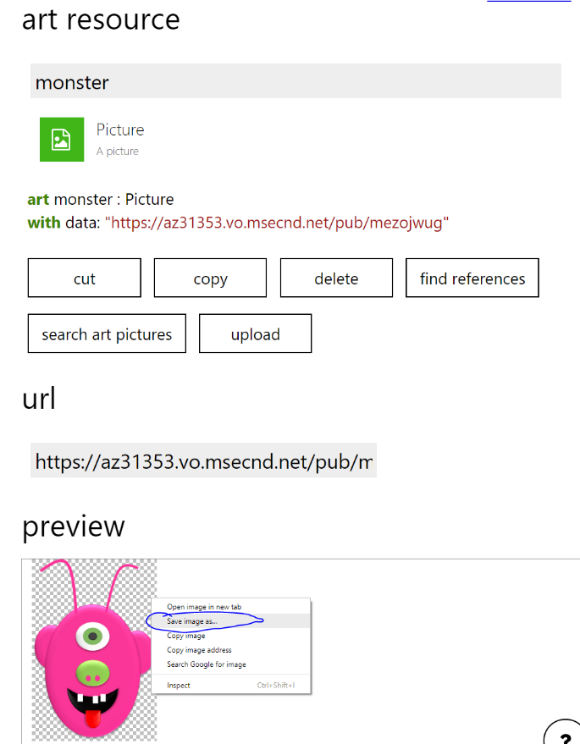 art resource
monster
Picture
A picture
art monster : Picture
with data: "https://az31353.vo.msecnd.net/pub/mezojwug"
cut copy delete find references
search art pictures upload
url
https://az31353.vo.msecnd.net/pub/m
preview
Open image in new tab
Save image as...
Copy image
Copy image address
Search Google for image
Inspect Ctrl+Shift+I
?